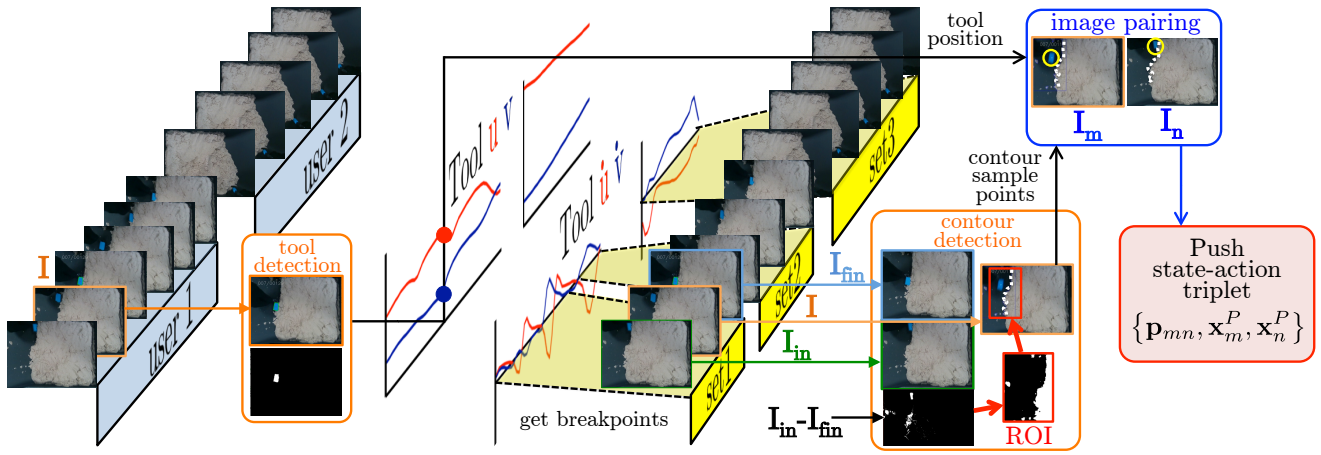 user 2
user 1
I
tool
detection
Tool u v
Tool u̇ v̇
get breakpoints
set3
set2
set1
I_fin
I
I_in
I_in-I_fin
contour
detection
ROI
tool
position
contour
sample
points
image pairing
I_m
I_n
Push
state-action
triplet
{p_mn, x_m^P, x_n^P}